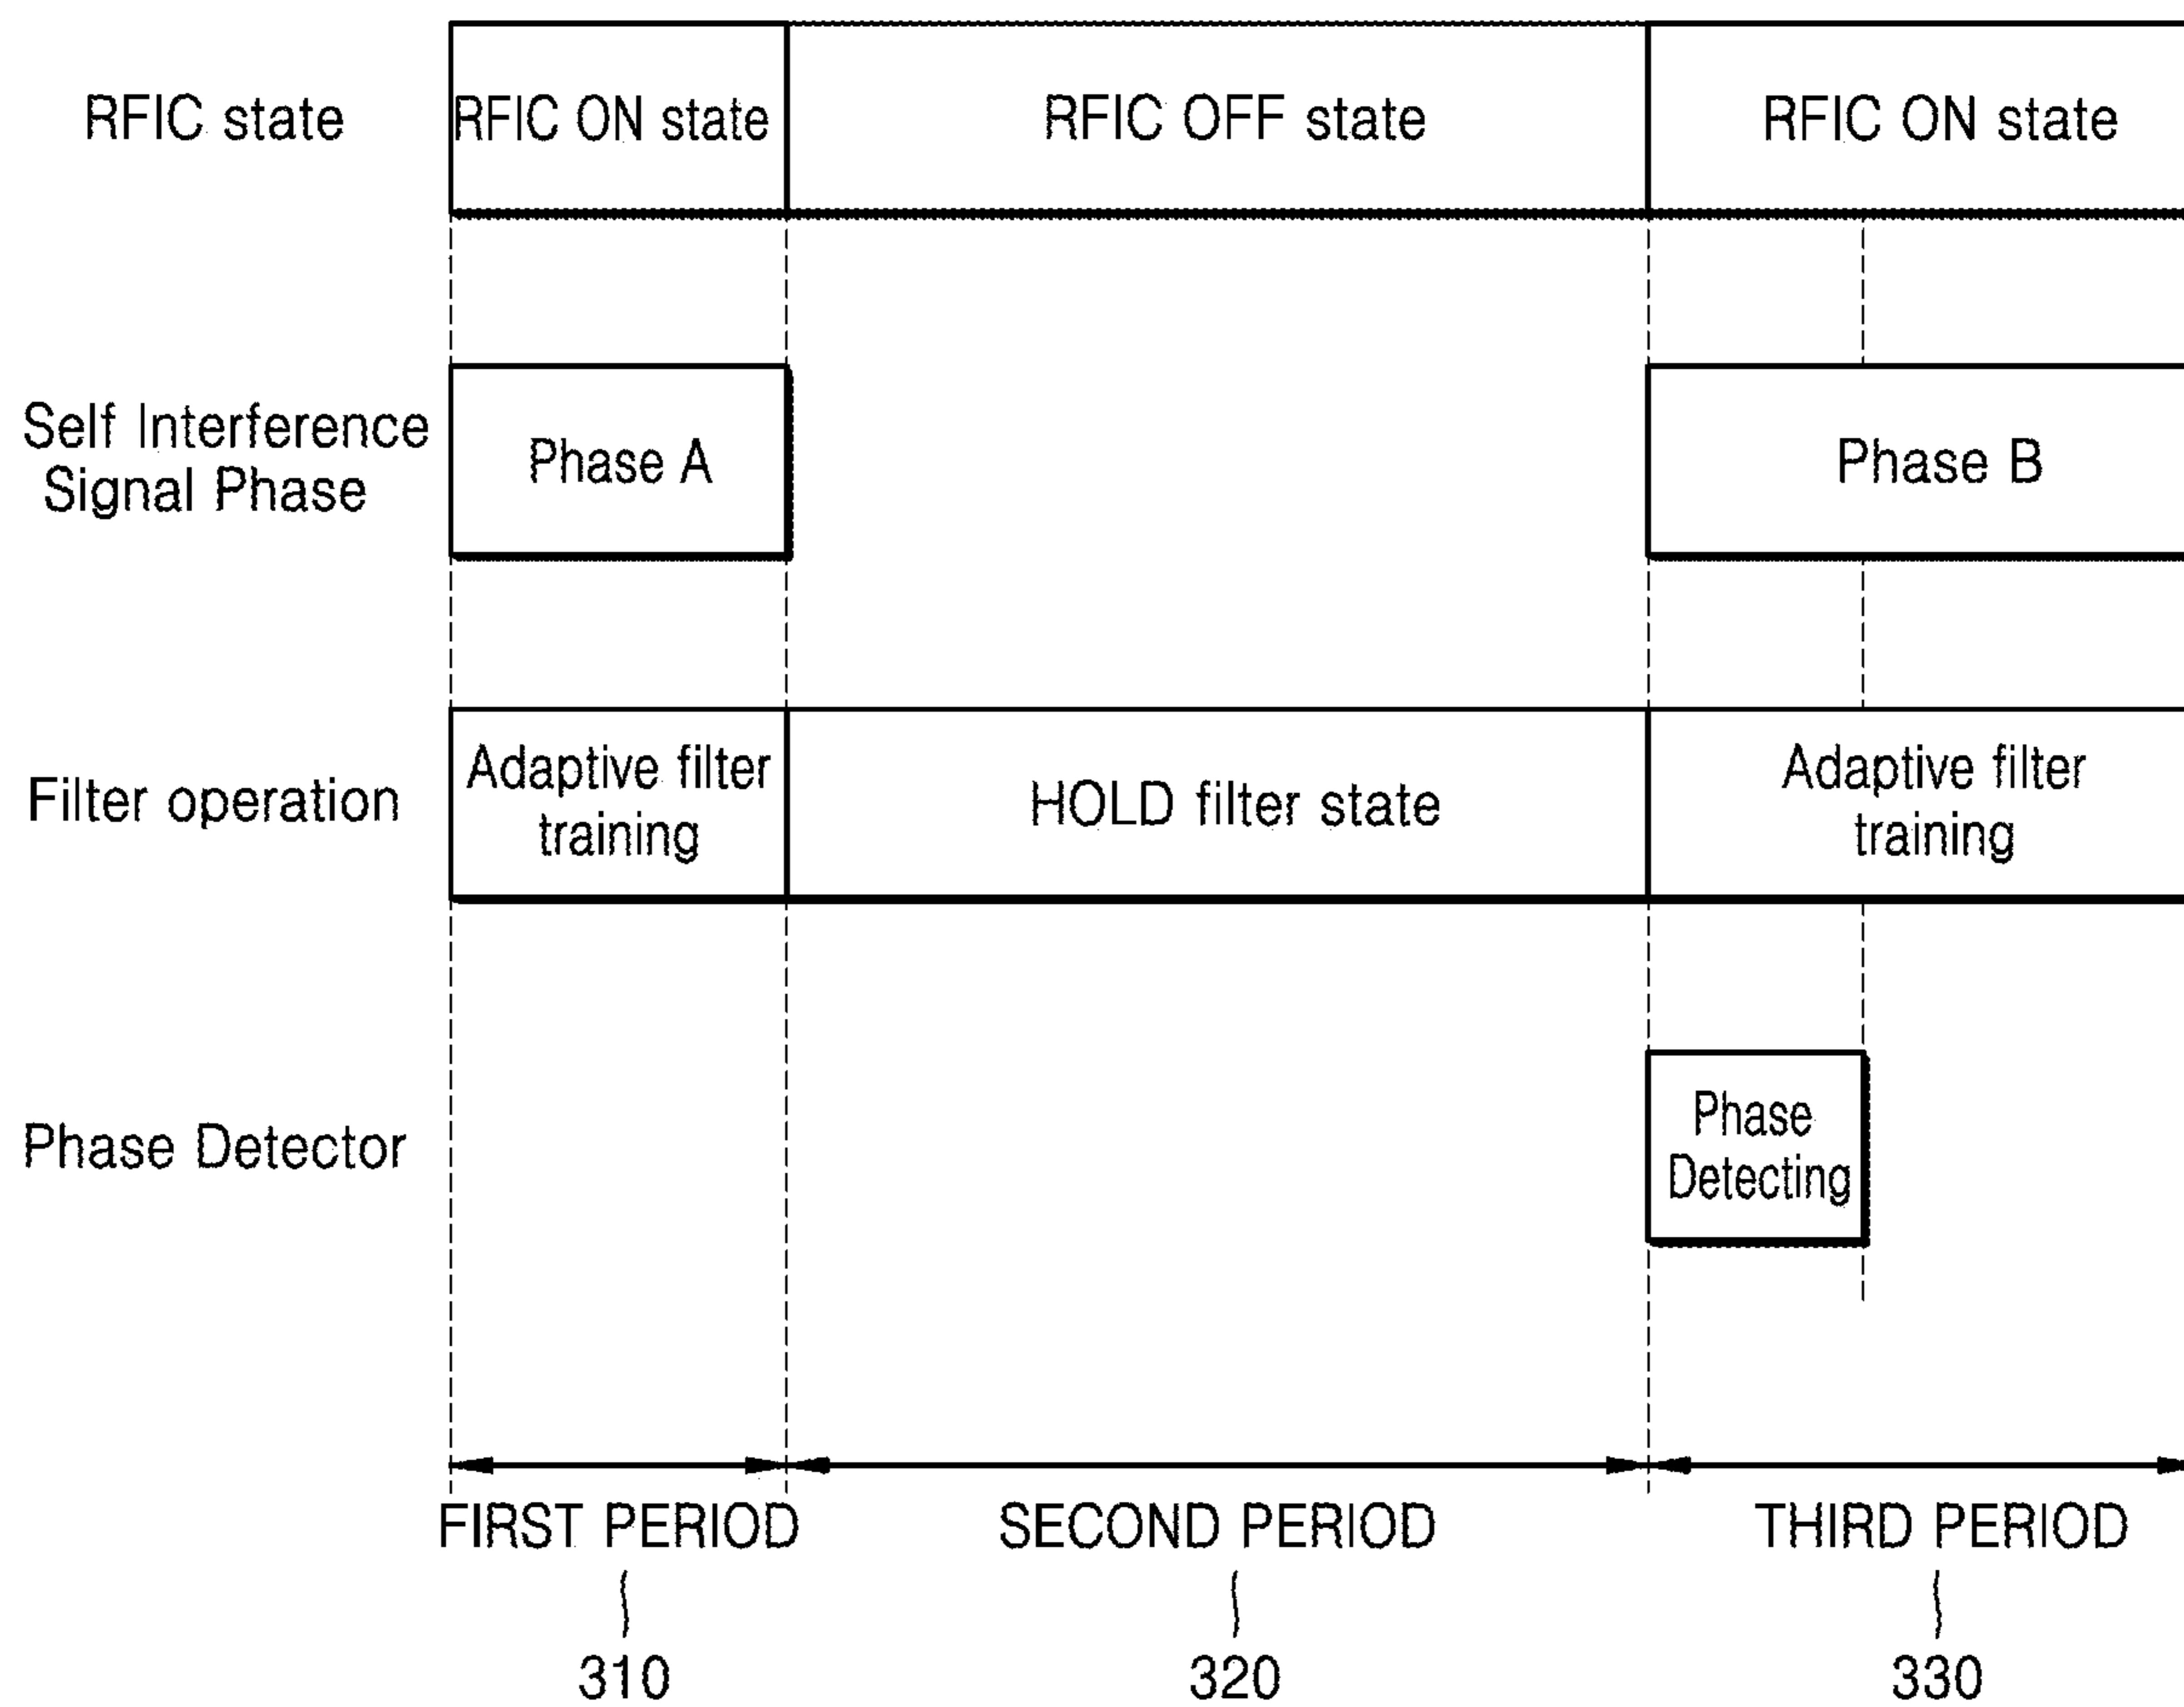 RFIC state
RFIC ON state
RFIC OFF state
RFIC ON state
Self Interference
Signal Phase
Phase A
Phase B
Filter operation
Adaptive filter
training
HOLD filter state
Adaptive filter
training
Phase Detector
Phase
Detecting
FIRST PERIOD
SECOND PERIOD
THIRD PERIOD
310
320
330